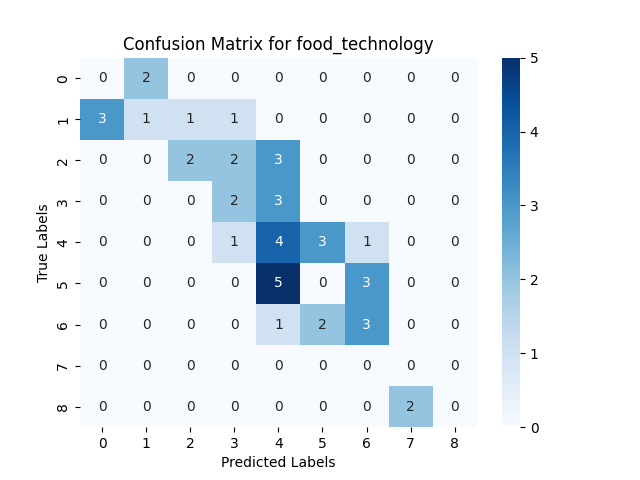 Confusion Matrix for food_technology
0 0 2 0 0 0 0 0 0 0
1 3 1 1 1 0 0 0 0 0
2 0 0 2 2 3 0 0 0 0
3 0 0 0 2 3 0 0 0 0
4 0 0 0 1 4 3 1 0 0
5 0 0 0 0 5 0 3 0 0
6 0 0 0 0 1 2 3 0 0
7 0 0 0 0 0 0 0 0 0
8 0 0 0 0 0 0 0 2 0
0 1 2 3 4 5 6 7 8
True Labels
Predicted Labels
5
4
3
2
1
0